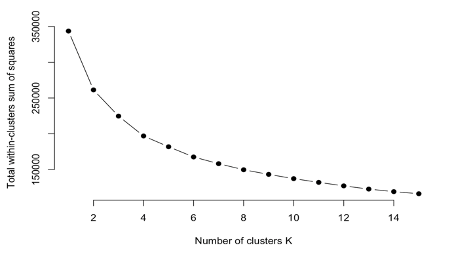 Total within-clusters sum of squares
350000
250000
150000
2 4 6 8 10 12 14
Number of clusters K